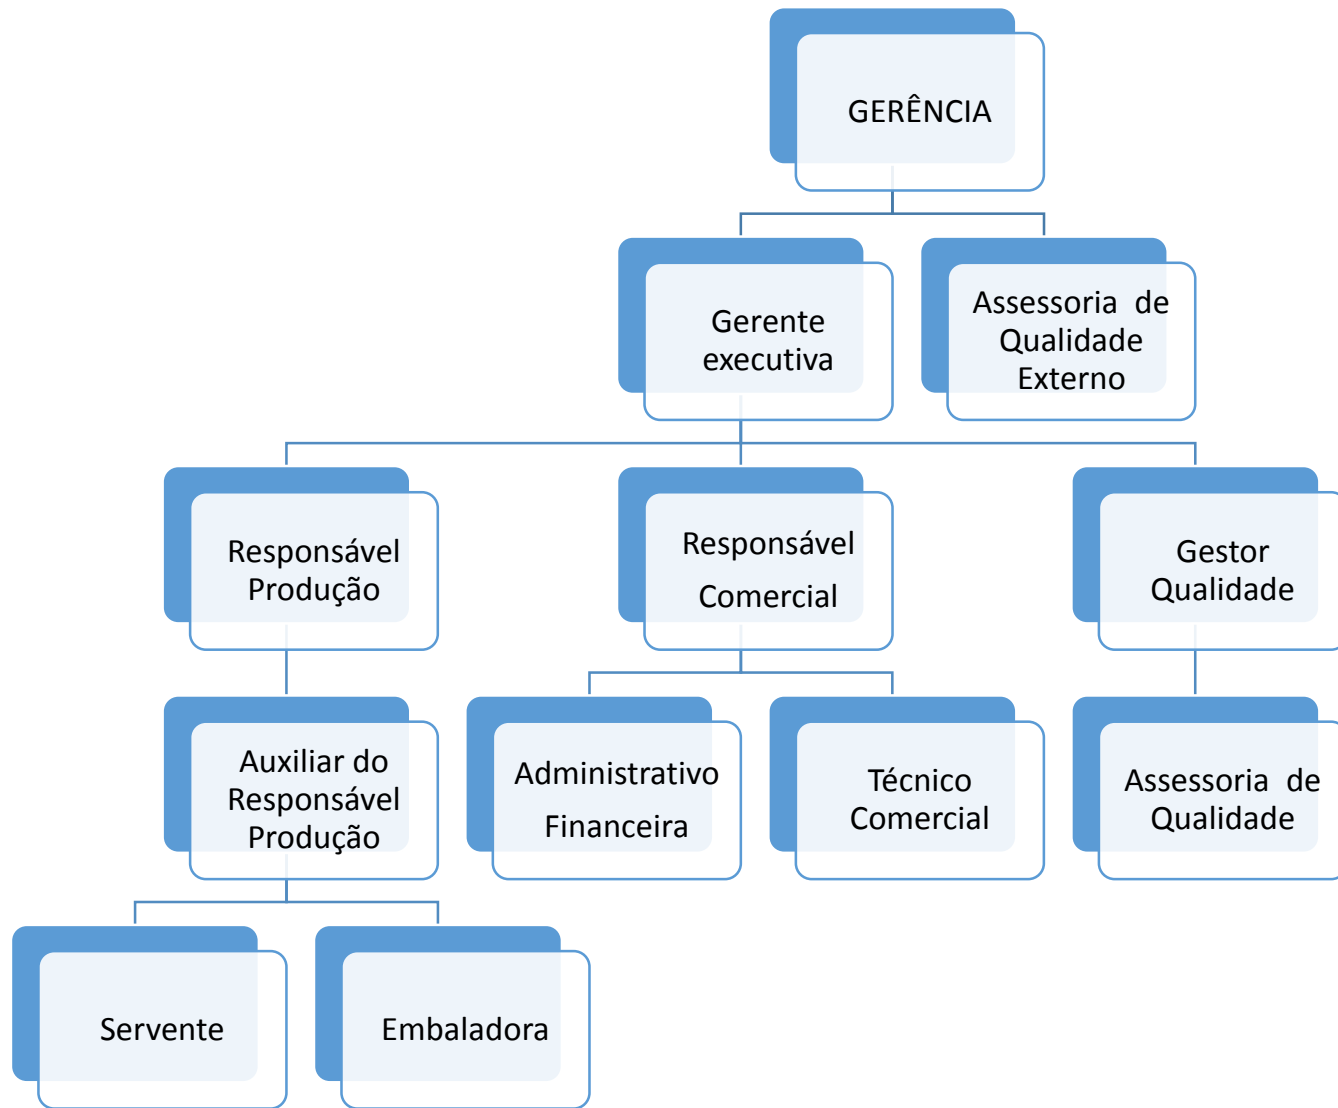 GERÊNCIA
Gerente
executiva
Assessoria de
Qualidade
Externo
Responsável
Produção
Responsável
Comercial
Gestor
Qualidade
Auxiliar do
Responsável
Produção
Administrativo
Financeira
Técnico
Comercial
Assessoria de
Qualidade
Servente
Embaladora